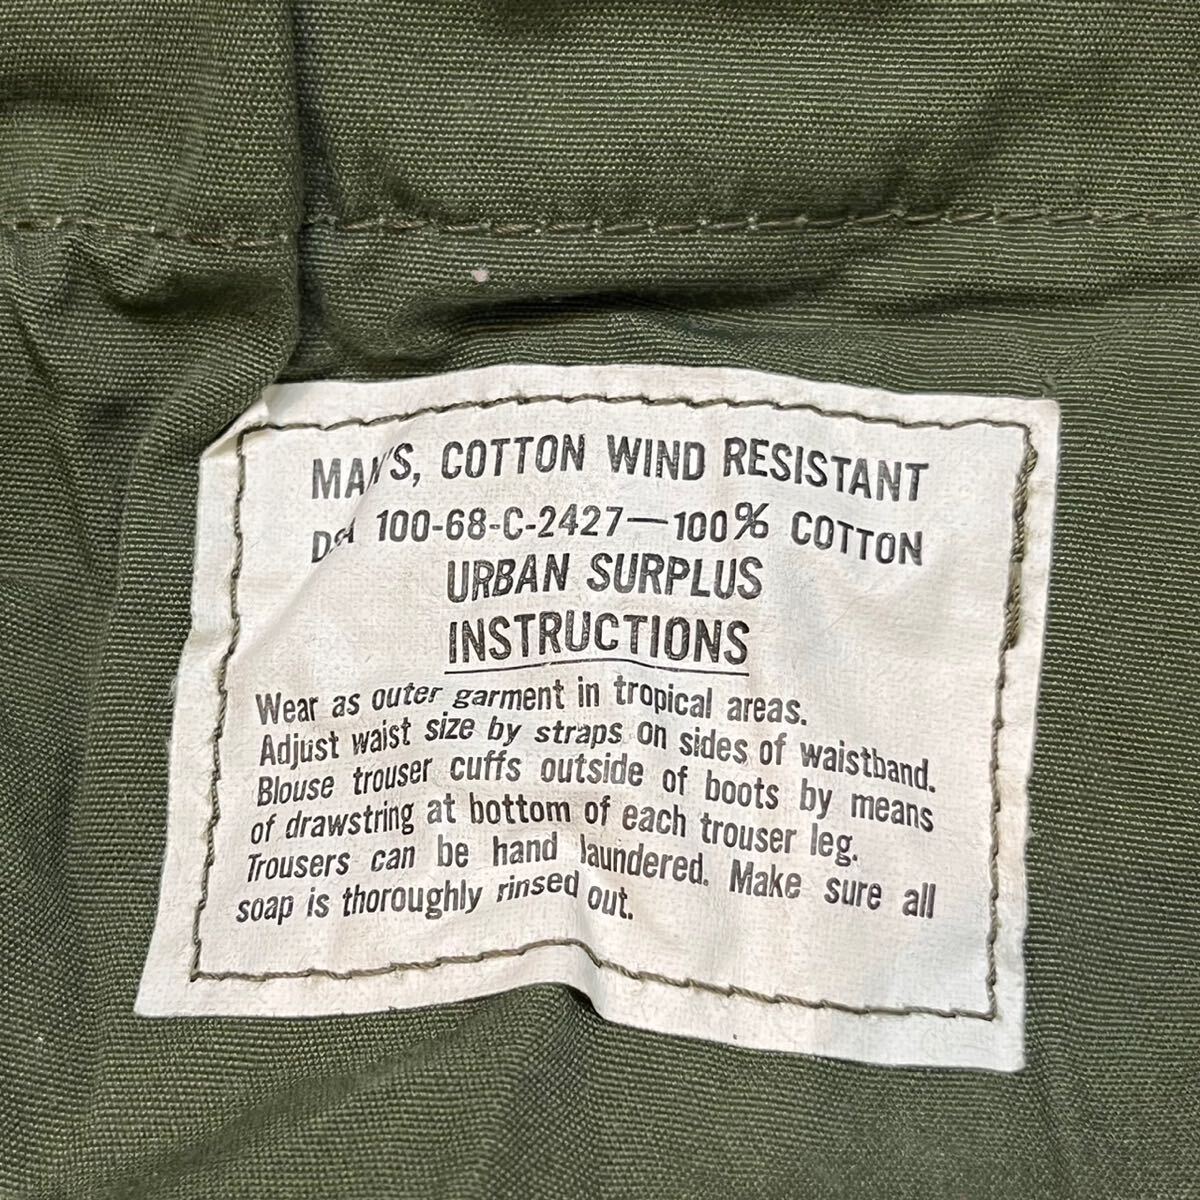 MAN'S, COTTON WIND RESISTANT
DSA 100-68-C-2427—100% COTTON
URBAN SURPLUS
INSTRUCTIONS
Wear as outer garment in tropical areas.
Adjust waist size by straps on sides of waistband.
Blouse trouser cuffs outside of boots by means
of drawstring at bottom of each trouser leg.
Trousers can be hand laundered. Make sure all
soap is thoroughly rinsed out.